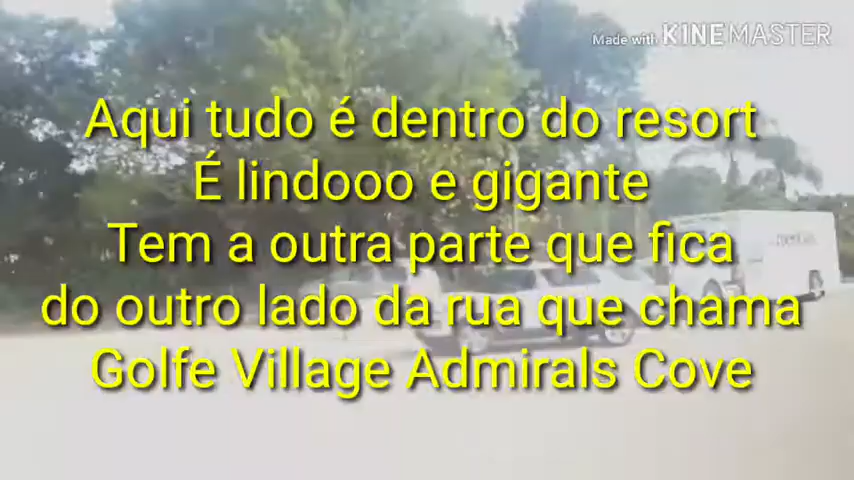 Made with KINEMASTER
Aqui tudo é dentro do resort
É lindooo e gigante
Tem a outra parte que fica
do outro lado da rua que chama
Golfe Village Admirals Cove